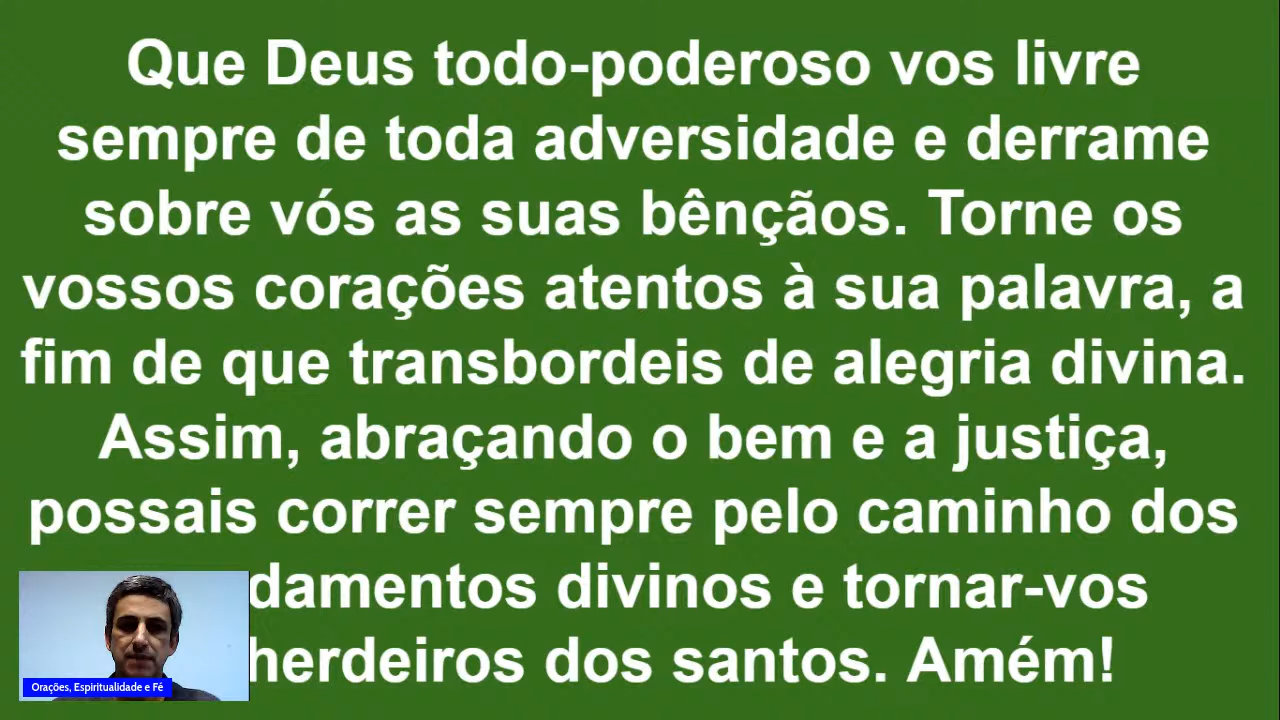 Que Deus todo-poderoso vos livre
sempre de toda adversidade e derrame
sobre vós as suas bênçãos. Torne os
vossos corações atentos à sua palavra, a
fim de que transbordeis de alegria divina.
Assim, abraçando o bem e a justiça,
possais correr sempre pelo caminho dos
divinos e tornar-vos
dos santos. Amém!
Orações, Espiritualidade e Fé